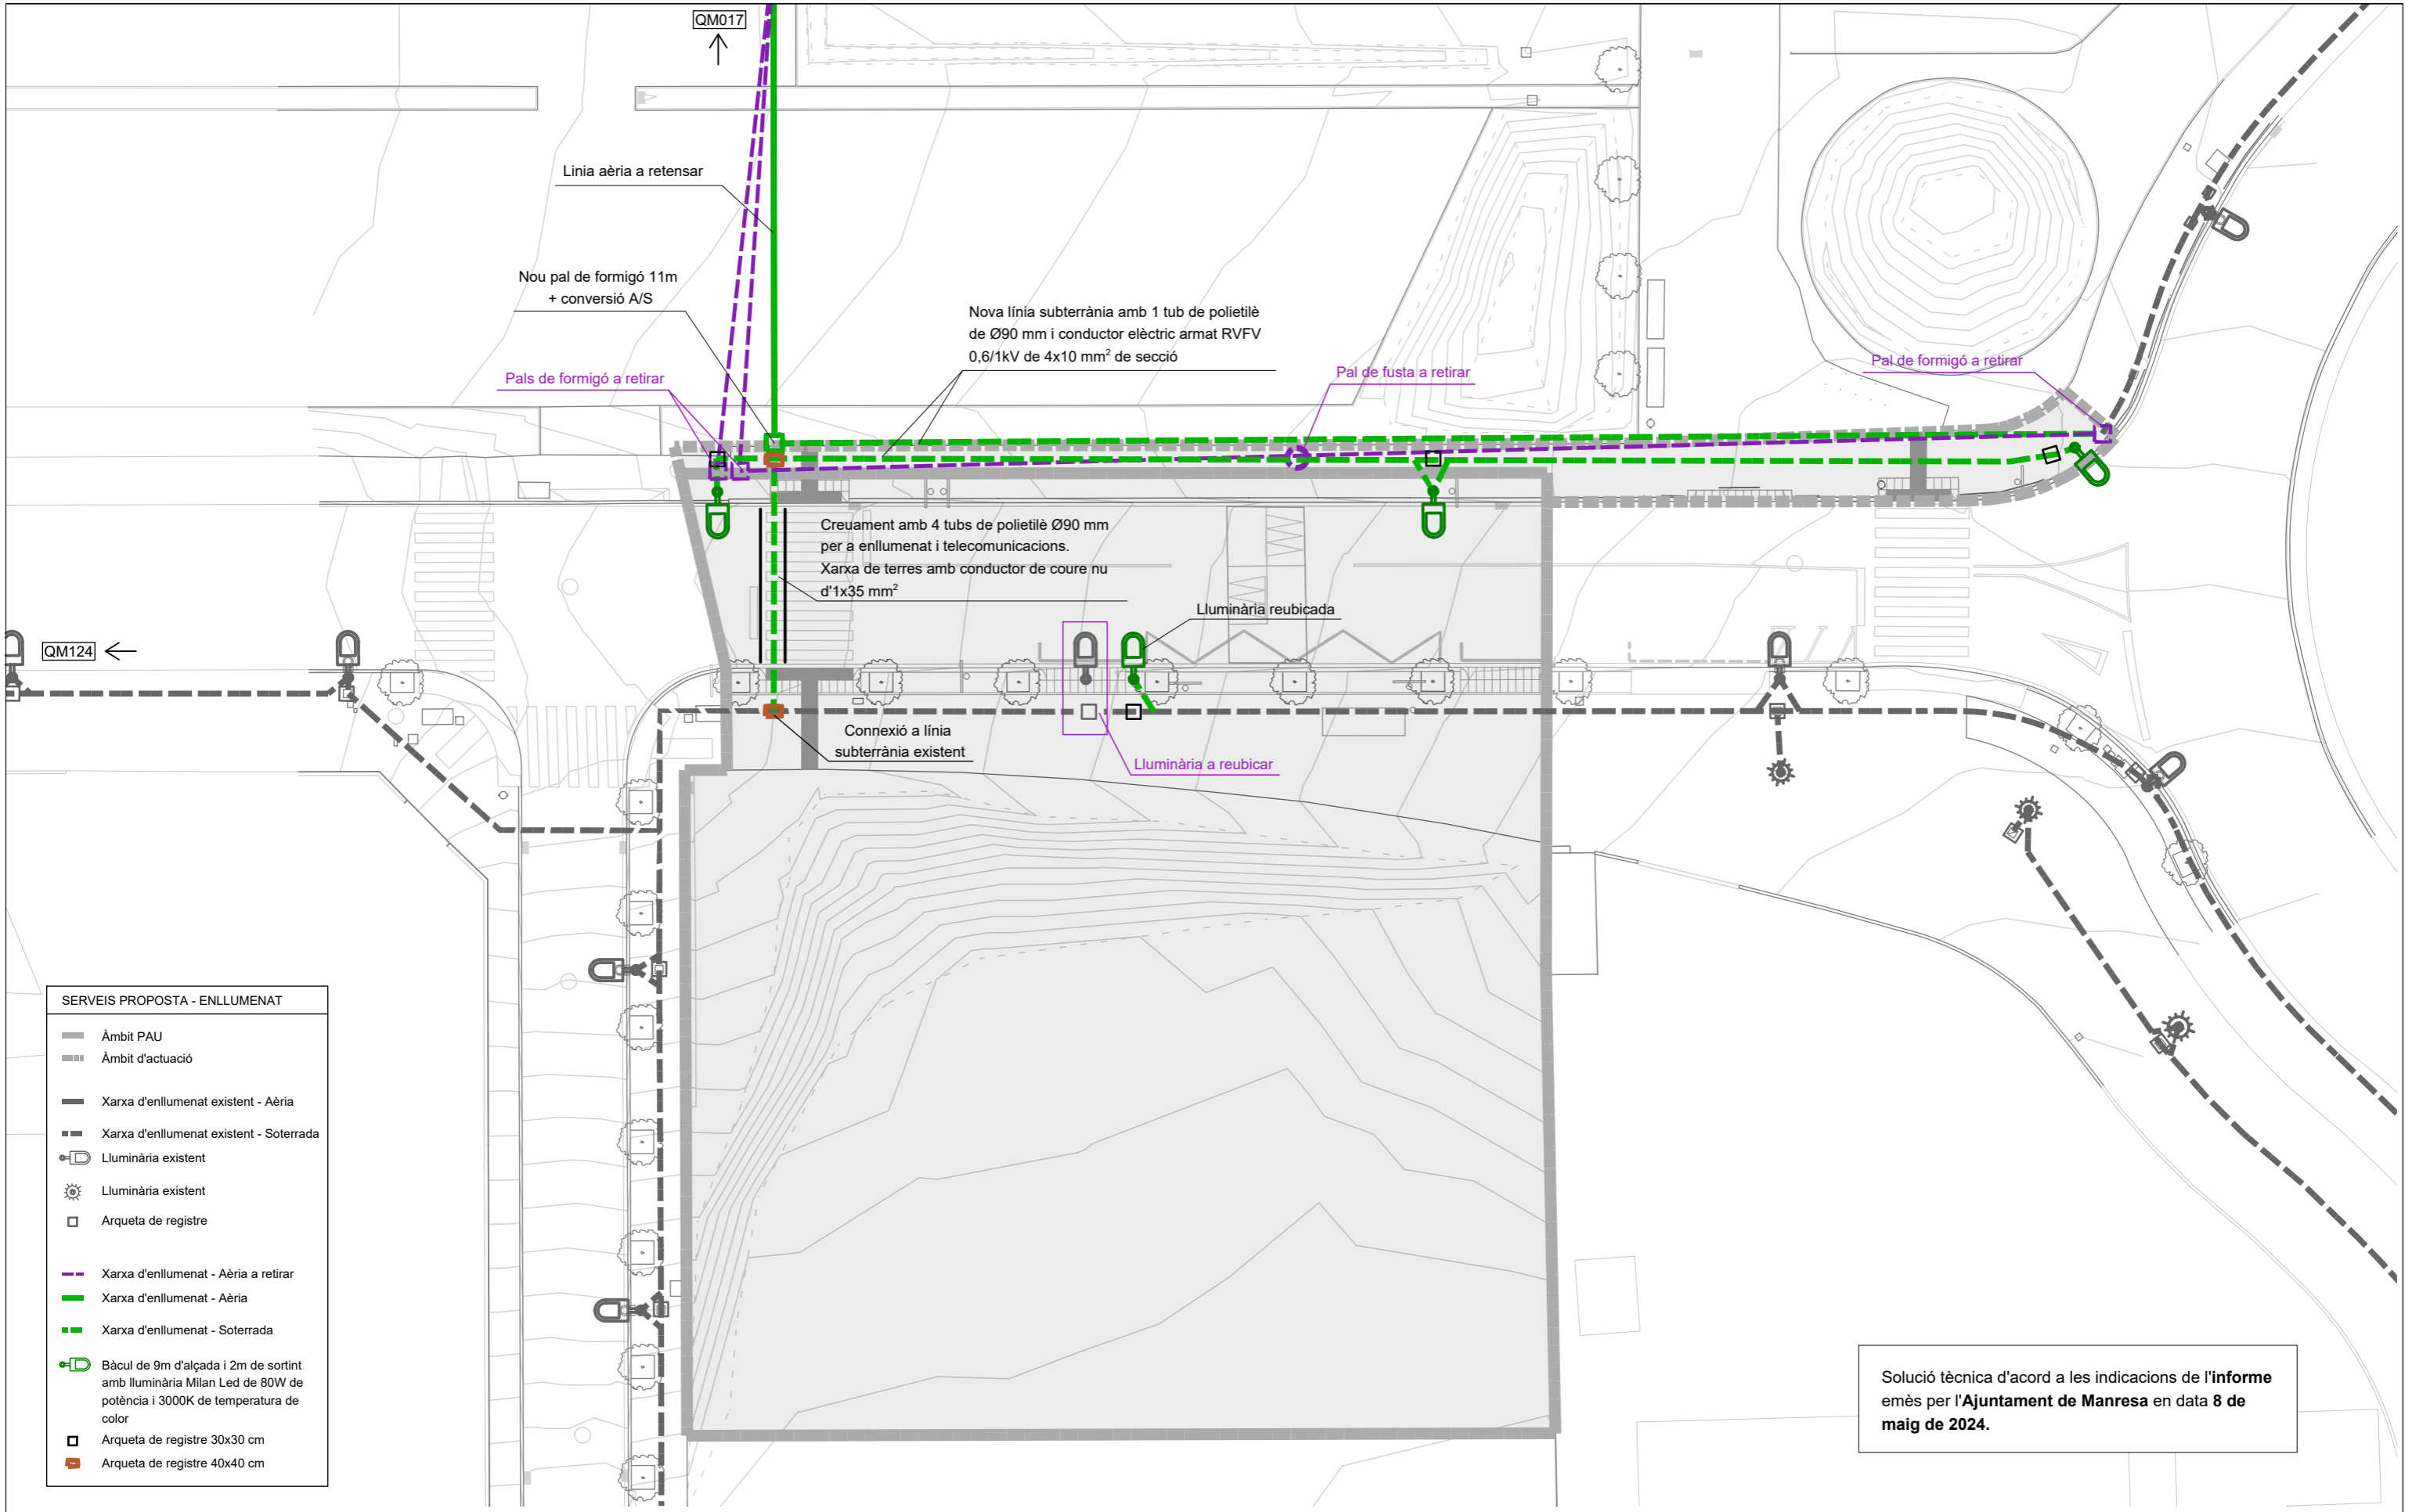 QM017
Linia aèria a retensar
Nou pal de formigó 11m
+ conversió A/S
Nova línia subterrània amb 1 tub de polietilè
de Ø90 mm i conductor elèctric armat RVFV
0,6/1kV de 4x10 mm² de secció
Pals de formigó a retirar
Pal de fusta a retirar
Pal de formigó a retirar
Creuament amb 4 tubs de polietilè Ø90 mm
per a enllumenat i telecomunicacions.
Xarxa de terres amb conductor de coure nu
d'1x35 mm²
Lluminària reubicada
QM124
Connexió a línia
subterrània existent
Lluminària a reubicar
SERVEIS PROPOSTA - ENLLUMENAT
Àmbit PAU
Àmbit d'actuació
Xarxa d'enllumenat existent - Aèria
Xarxa d'enllumenat existent - Soterrada
Lluminària existent
Lluminària existent
Arqueta de registre
Xarxa d'enllumenat - Aèria a retirar
Xarxa d'enllumenat - Aèria
Xarxa d'enllumenat - Soterrada
Bàcul de 9m d'alçada i 2m de sortint
amb lluminària Milan Led de 80W de
potència i 3000K de temperatura de
color
Arqueta de registre 30x30 cm
Arqueta de registre 40x40 cm
Solució tècnica d'acord a les indicacions de l'informe
emès per l'Ajuntament de Manresa en data 8 de
maig de 2024.